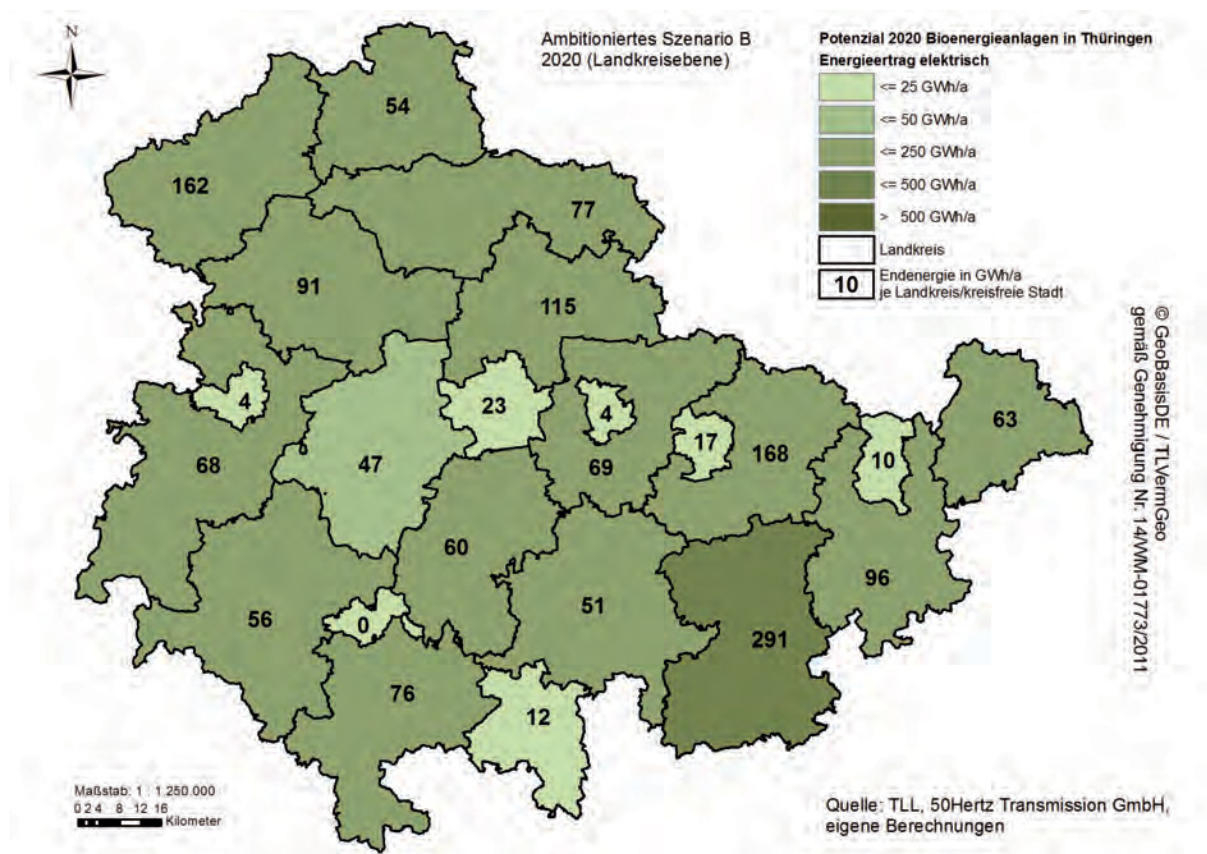 N
Ambitioniertes Szenario B
2020 (Landkreisebene)
Potenzial 2020 Bioenergieanlagen in Thüringen
Energieertrag elektrisch
<= 25 GWh/a
<= 50 GWh/a
<= 250 GWh/a
<= 500 GWh/a
> 500 GWh/a
Landkreis
10 Endenergie in GWh/a
je Landkreis/kreisfreie Stadt
54
162
77
91
115
4
23
4
63
17
168
10
68
47
69
60
96
56
51
0
291
76
12
© GeoBasisDE / TLVermGeo
gemäß Genehmigung Nr. 14/WM-01773/2011
Maßstab: 1 : 1.250.000
0 2 4 8 12 16
Kilometer
Quelle: TLL, 50Hertz Transmission GmbH,
eigene Berechnungen